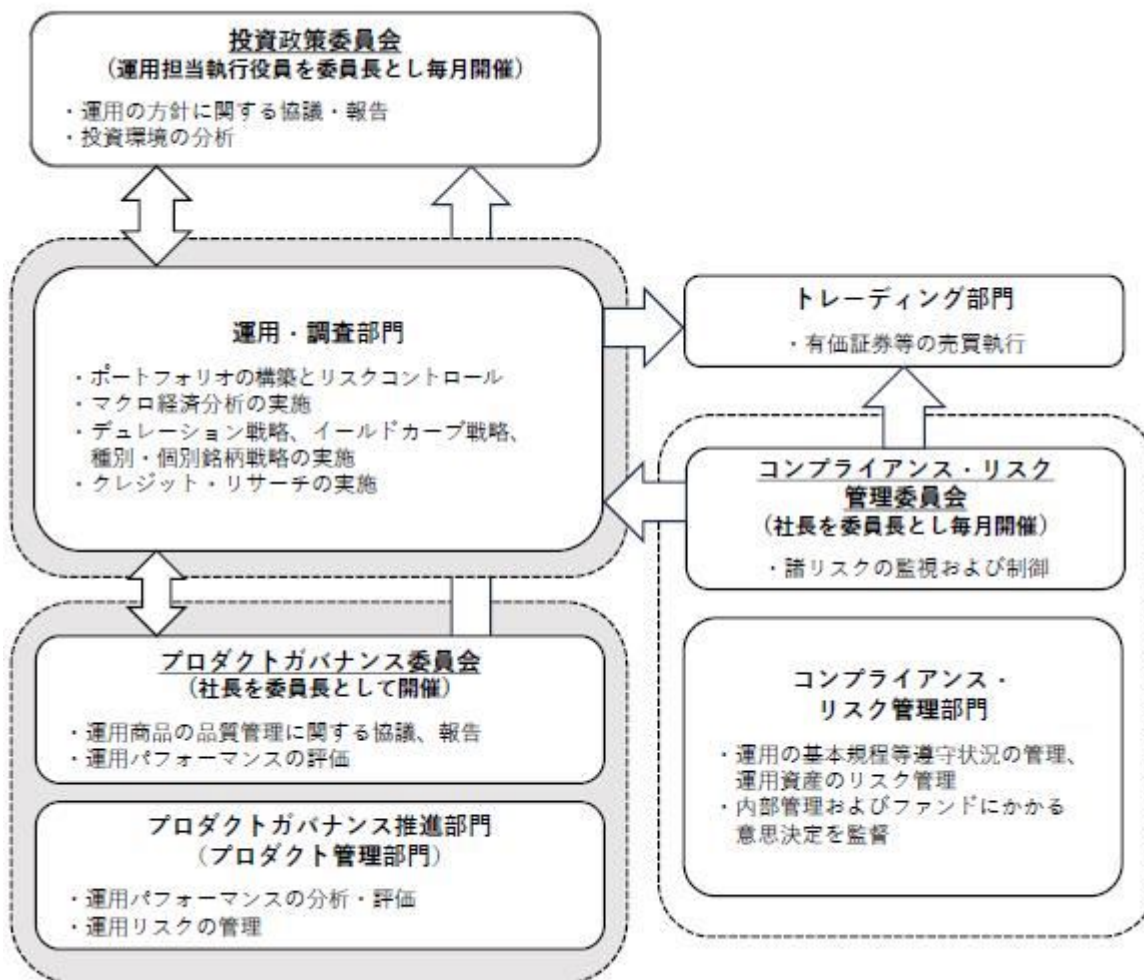 投資政策委員会
(運用担当執行役員を委員長とし毎月開催)
・運用の方針に関する協議・報告
・投資環境の分析
運用・調査部門
・ポートフォリオの構築とリスクコントロール
・マクロ経済分析の実施
・デュレーション戦略、イールドカーブ戦略、
種別・個別銘柄戦略の実施
・クレジット・リサーチの実施
トレーディング部門
・有価証券等の売買執行
コンプライアンス・リスク
管理委員会
(社長を委員長とし毎月開催)
・諸リスクの監視および制御
プロダクトガバナンス委員会
(社長を委員長として開催)
・運用商品の品質管理に関する協議、報告
・運用パフォーマンスの評価
プロダクトガバナンス推進部門
(プロダクト管理部門)
・運用パフォーマンスの分析・評価
・運用リスクの管理
コンプライアンス・
リスク管理部門
・運用の基本規程等遵守状況の管理、
運用資産のリスク管理
・内部管理およびファンドにかかる
意思決定を監督